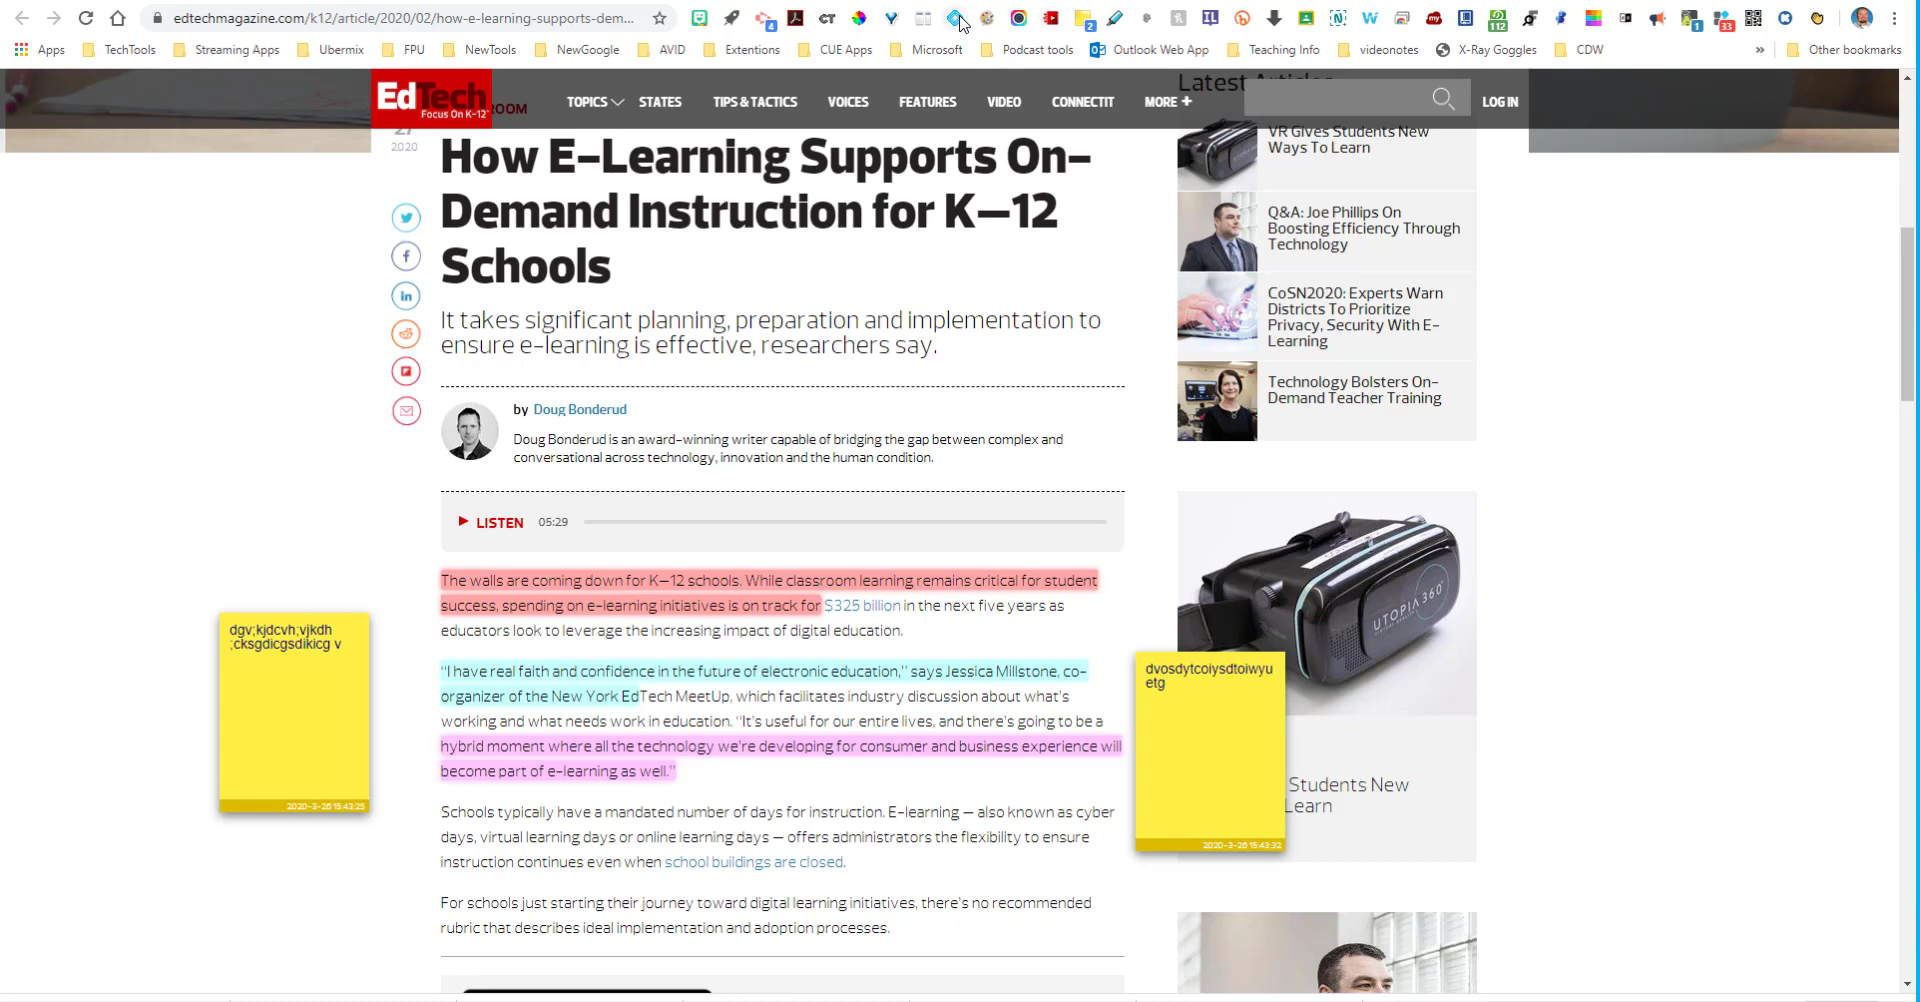 edtechmagazine.com/k12/article/2020/02/how-e-learning-supports-dem...
Apps
TechTools
Streaming Apps
Ubermix
FPU
NewTools
NewGoogle
AVID
Extentions
CUE Apps
Microsoft
Podcast tools
Outlook Web App
Teaching Info
videonotes
X-Ray Goggles
CDW
»
Other bookmarks
EdTech
Focus On K-12
ROOM
TOPICS
STATES
TIPS & TACTICS
VOICES
FEATURES
VIDEO
CONNECTIT
MORE +
LOG IN
27
2020
How E-Learning Supports On-
Demand Instruction for K—12
Schools
It takes significant planning, preparation and implementation to
ensure e-learning is effective, researchers say.
by Doug Bonderud
Doug Bonderud is an award-winning writer capable of bridging the gap between complex and
conversational across technology, innovation and the human condition.
LISTEN 05:29
The walls are coming down for K—12 schools. While classroom learning remains critical for student
success, spending on e-learning initiatives is on track for $325 billion in the next five years as
educators look to leverage the increasing impact of digital education.
"I have real faith and confidence in the future of electronic education," says Jessica Millstone, co-
organizer of the New York EdTech MeetUp, which facilitates industry discussion about what's
working and what needs work in education. "It's useful for our entire lives, and there's going to be a
hybrid moment where all the technology we're developing for consumer and business experience will
become part of e-learning as well."
Schools typically have a mandated number of days for instruction. E-learning — also known as cyber
days, virtual learning days or online learning days — offers administrators the flexibility to ensure
instruction continues even when school buildings are closed.
For schools just starting their journey toward digital learning initiatives, there's no recommended
rubric that describes ideal implementation and adoption processes.
dgv;kjdcvh;vjkdh
;cksgdicgsdikicg v
2020-3-26 15:43:25
Latest Articles
VR Gives Students New
Ways To Learn
Q&A: Joe Phillips On
Boosting Efficiency Through
Technology
CoSN2020: Experts Warn
Districts To Prioritize
Privacy, Security With E-
Learning
Technology Bolsters On-
Demand Teacher Training
UTOPIA 360°
dvosdytcoiysdtoiwyu
etg
2020-3-26 15:43:32
Students New
Learn